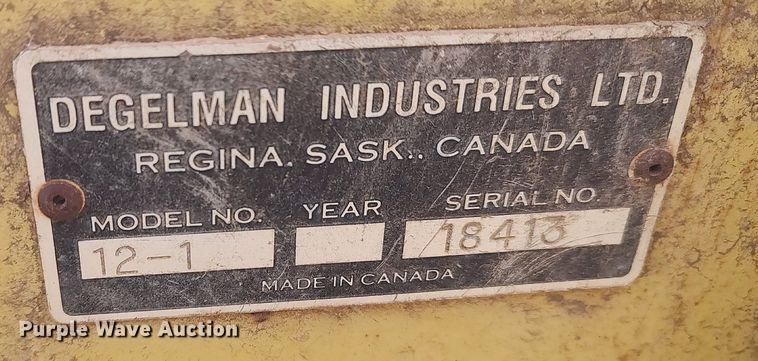 DEGELMAN INDUSTRIES LTD.
REGINA. SASK.. CANADA
MODEL NO. YEAR SERIAL NO.
12-1 18413
MADE IN CANADA
Purple Wave Auction